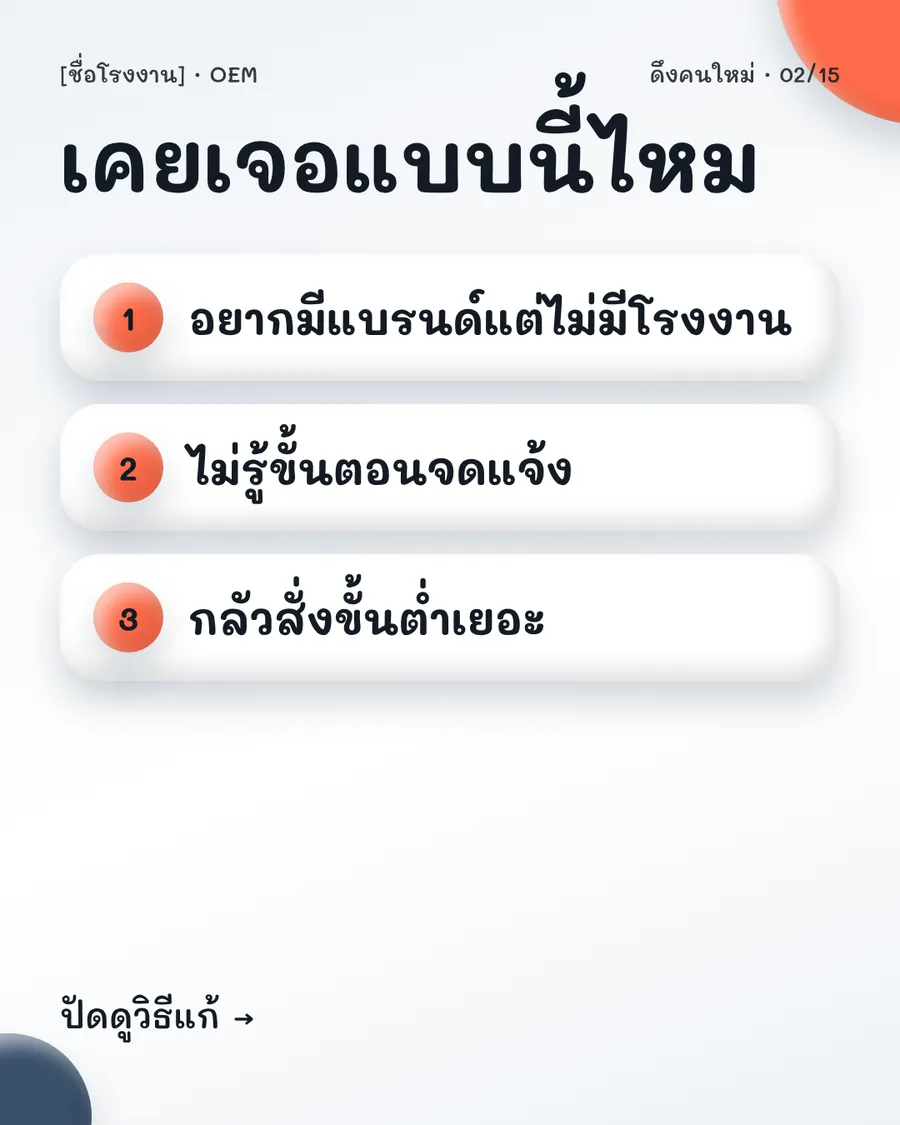 [ชื่อโรงงาน] · OEM
ดึงคนใหม่ · 02/15
เคยเจอแบบนี้ไหม
1 อยากมีแบรนด์แต่ไม่มีโรงงาน
2 ไม่รู้ขั้นตอนจดแจ้ง
3 กลัวสั่งขั้นต่ำเยอะ
ปัดดูวิธีแก้ →